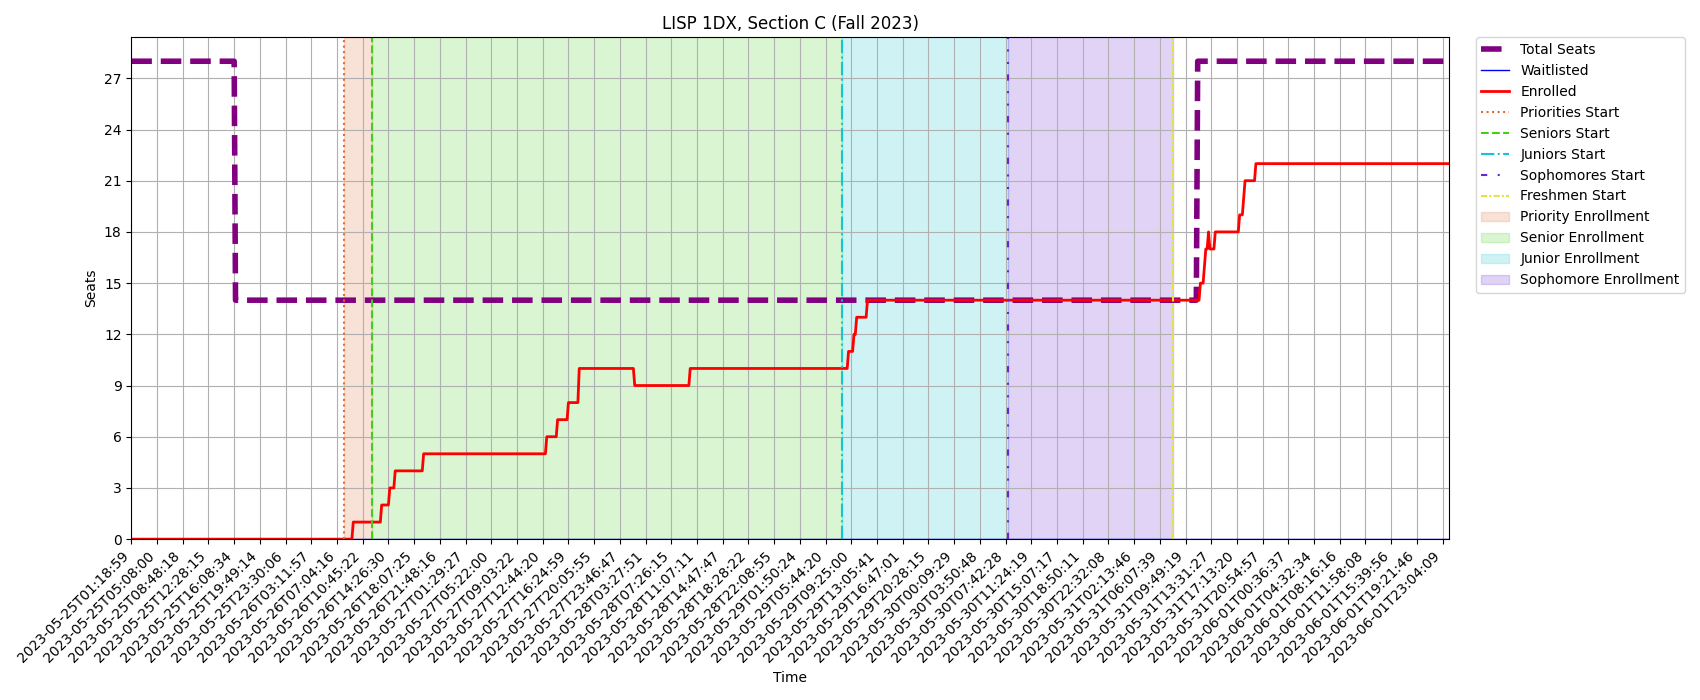 LISP 1DX, Section C (Fall 2023)
Seats
27
24
21
18
15
12
9
6
3
0
2023-05-25T01:18:59
2023-05-25T05:08:00
2023-05-25T08:48:18
2023-05-25T12:28:15
2023-05-25T16:08:34
2023-05-25T19:49:14
2023-05-25T23:30:06
2023-05-26T03:11:57
2023-05-26T07:04:16
2023-05-26T10:45:22
2023-05-26T14:26:30
2023-05-26T18:07:25
2023-05-26T21:48:16
2023-05-27T01:29:27
2023-05-27T05:22:00
2023-05-27T09:03:22
2023-05-27T12:44:20
2023-05-27T16:24:59
2023-05-27T20:05:55
2023-05-27T23:46:47
2023-05-28T03:27:51
2023-05-28T07:26:15
2023-05-28T11:07:11
2023-05-28T14:47:47
2023-05-28T18:28:22
2023-05-28T22:08:55
2023-05-29T01:50:24
2023-05-29T05:44:20
2023-05-29T09:25:00
2023-05-29T13:05:41
2023-05-29T16:47:01
2023-05-29T20:28:15
2023-05-30T00:09:29
2023-05-30T03:50:48
2023-05-30T07:42:28
2023-05-30T11:24:19
2023-05-30T15:07:17
2023-05-30T18:50:11
2023-05-30T22:32:08
2023-05-31T02:13:46
2023-05-31T06:07:39
2023-05-31T09:49:19
2023-05-31T13:31:27
2023-05-31T17:13:20
2023-05-31T20:54:57
2023-06-01T00:36:37
2023-06-01T04:32:34
2023-06-01T08:16:16
2023-06-01T11:58:08
2023-06-01T15:39:56
2023-06-01T19:21:46
2023-06-01T23:04:09
Time
Total Seats
Waitlisted
Enrolled
Priorities Start
Seniors Start
Juniors Start
Sophomores Start
Freshmen Start
Priority Enrollment
Senior Enrollment
Junior Enrollment
Sophomore Enrollment